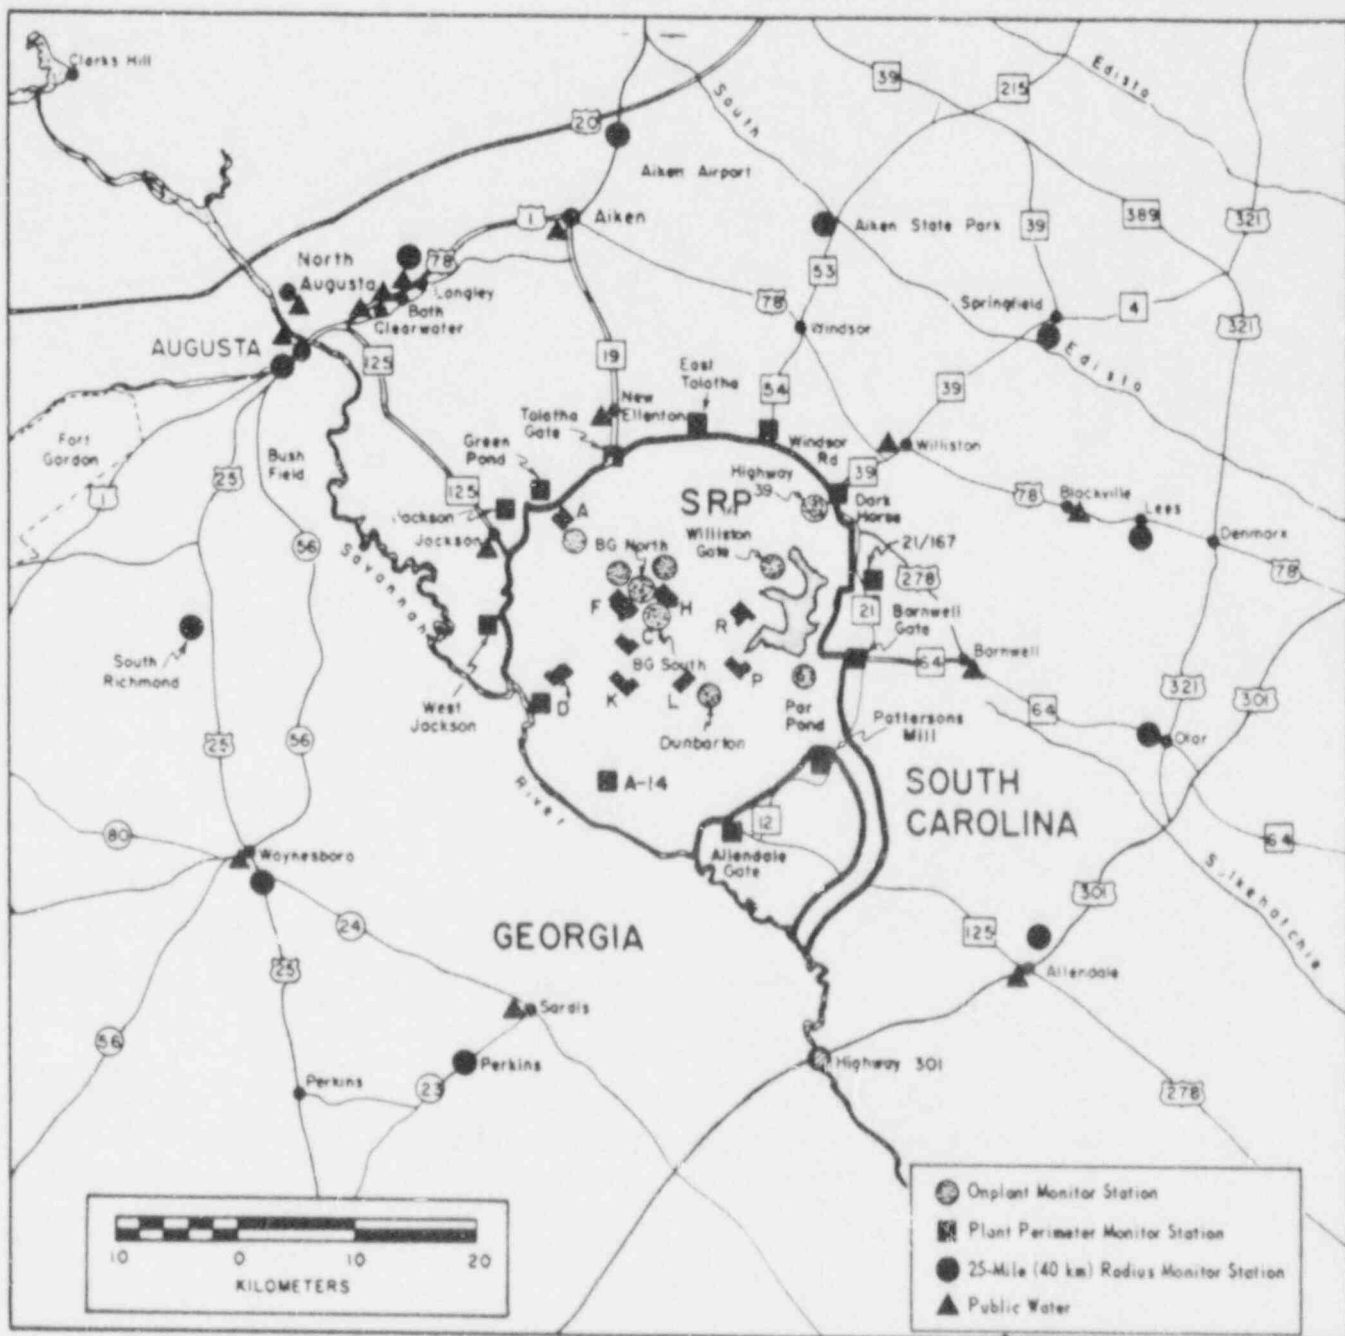 Clarks Hill
20
South
39
215
Edisto
Aiken Airport
1
Aiken
Aiken State Park
39
389
321
North
Augusta
78
Langley
Bath
Clearwater
53
Springfield
4
78
Windsor
321
AUGUSTA
125
19
East
Talatha
54
39
Edisto
New
Ellenton
Talatha
Gate
Fort
Gordon
1
25
Bush
Field
Green
Pond
Windsor
Rd
Williston
Highway
39
39
125
Jackson
Jackson
A
SRP
Dark
Horse
78
Blackville
Lees
Denmark
78
56
Savannah
BG North
Williston
Gate
21/167
278
F
H
R
21
Barnwell
Gate
C
South
Richmond
BG South
64
Barnwell
West
Jackson
D
K
L
P
Par
Pond
64
321
301
25
56
Dunbarton
Pattersons
Mill
Olar
River
A-14
SOUTH
CAROLINA
80
12
64
Waynesboro
Allendale
Gate
Salkehatchie
301
24
GEORGIA
125
25
Allendale
Sardis
56
Perkins
Highway 301
Perkins
23
278
10 0 10 20
KILOMETERS
Onplant Monitor Station
Plant Perimeter Monitor Station
25-Mile (40 km) Radius Monitor Station
Public Water